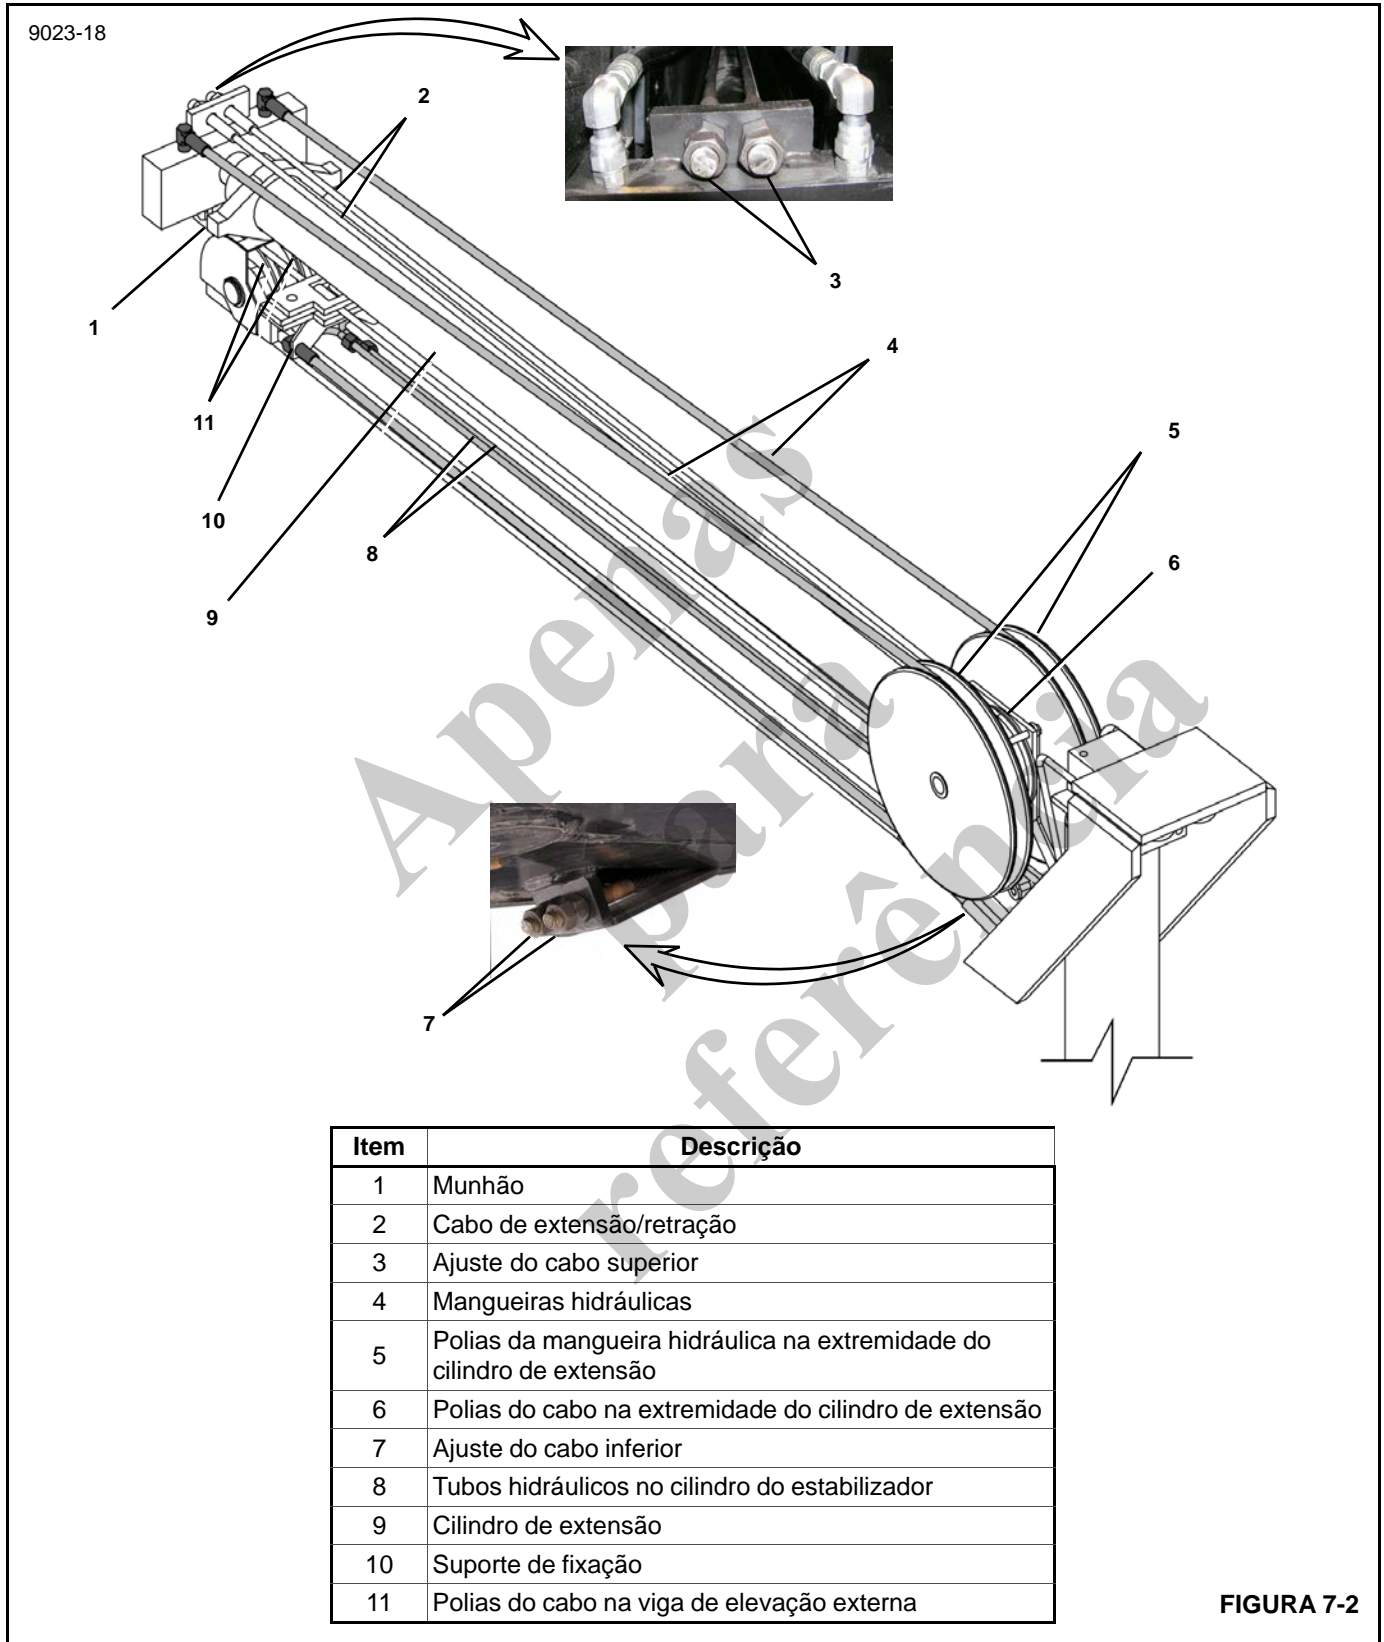 9023-18
2
3
1
4
11
5
10
8
6
9
7
Apenas
para
referência
Item Descrição
1 Munhão
2 Cabo de extensão/retração
3 Ajuste do cabo superior
4 Mangueiras hidráulicas
5 Polias da mangueira hidráulica na extremidade do
cilindro de extensão
6 Polias do cabo na extremidade do cilindro de extensão
7 Ajuste do cabo inferior
8 Tubos hidráulicos no cilindro do estabilizador
9 Cilindro de extensão
10 Suporte de fixação
11 Polias do cabo na viga de elevação externa
FIGURA 7-2